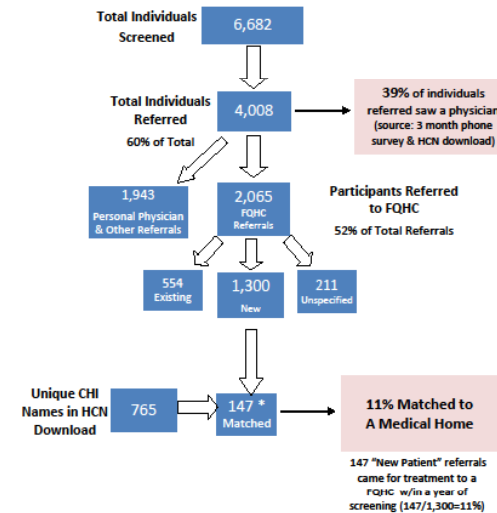 Total Individuals
Screened
6,682
Total Individuals
Referred
60% of Total
4,008
39% of individuals
referred saw a physician
(source: 3 month phone
survey & HCN download)
1,943
Personal Physician
& Other Referrals
2,065
FQHC
Referrals
Participants Referred
to FQHC
52% of Total Referrals
554
Existing
1,300
New
211
Unspecified
Unique CHI
Names in HCN
Download
765
147 *
Matched
11% Matched to
A Medical Home
147 "New Patient" referrals
came for treatment to a
FQHC w/in a year of
screening (147/1,300=11%)